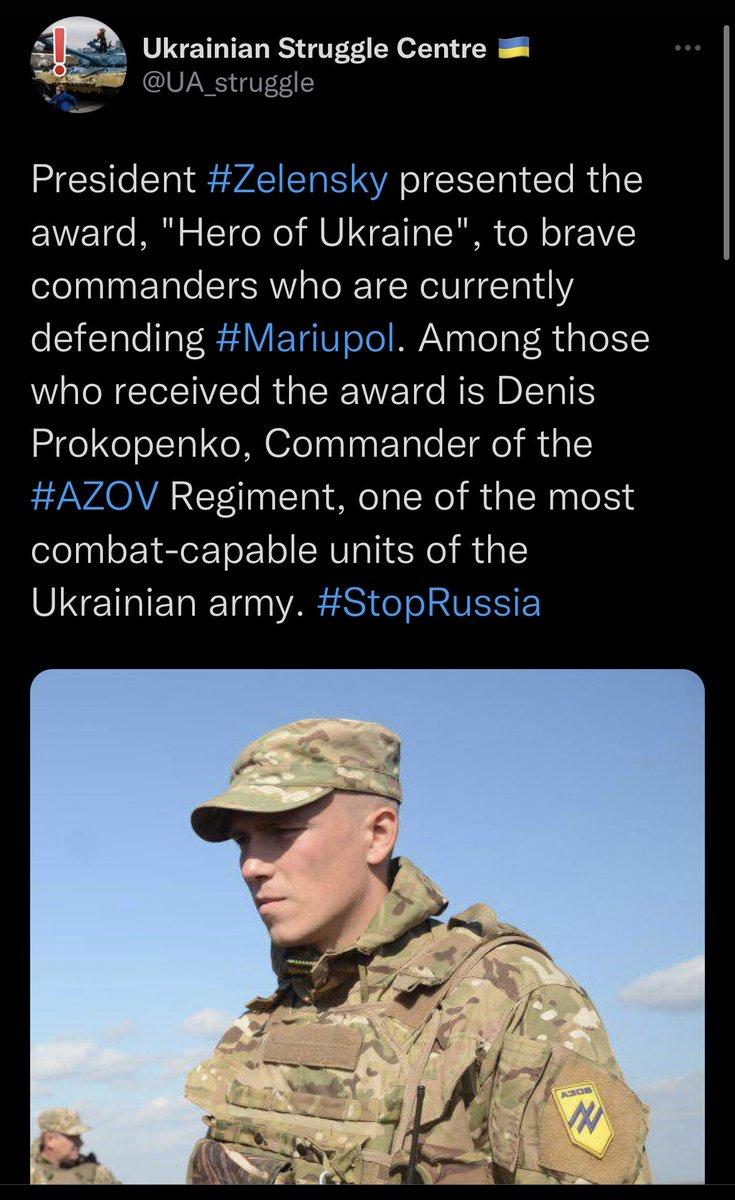 Ukrainian Struggle Centre 🇺🇦
@UA_struggle
President #Zelensky presented the
award, "Hero of Ukraine", to brave
commanders who are currently
defending #Mariupol. Among those
who received the award is Denis
Prokopenko, Commander of the
#AZOV Regiment, one of the most
combat-capable units of the
Ukrainian army. #StopRussia
АЗОВ